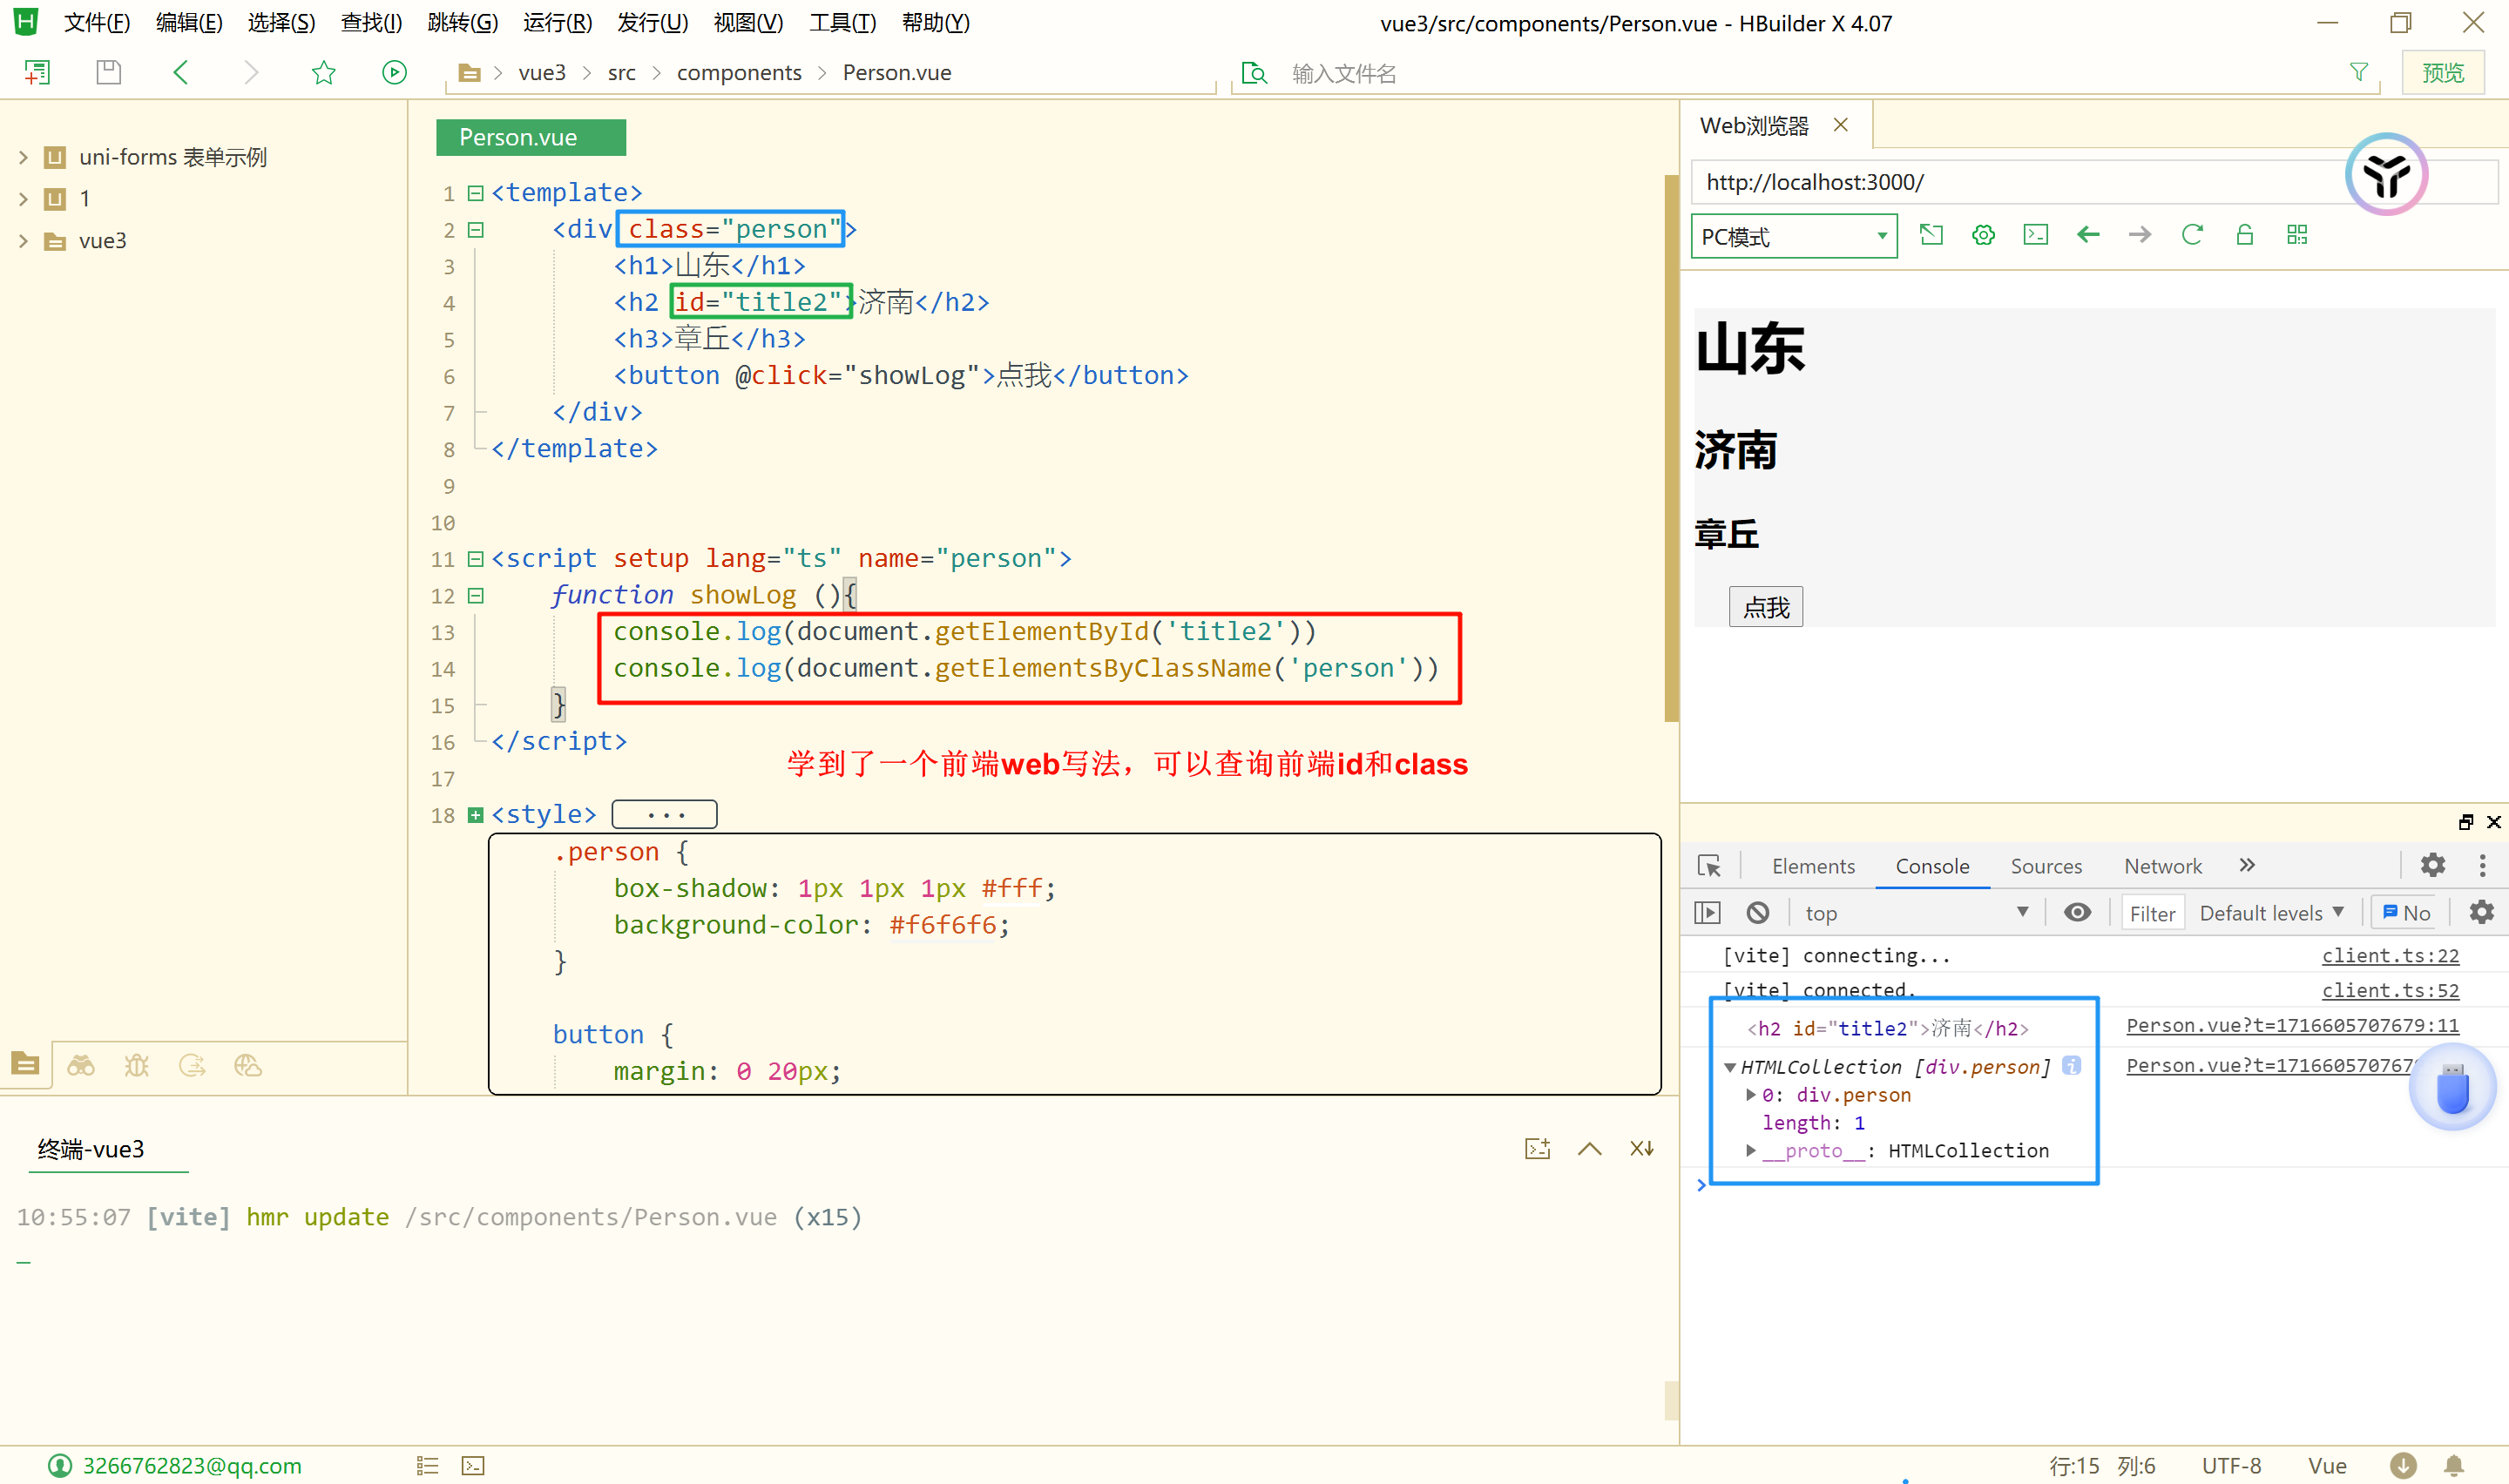 文件(F) 编辑(E) 选择(S) 查找(I) 跳转(G) 运行(R) 发行(U) 视图(V) 工具(T) 帮助(Y) vue3/src/components/Person.vue - HBuilder X 4.07
vue3 src components Person.vue 输入文件名 预览
uni-forms 表单示例
1
vue3
Person.vue
1 <template>
2 <div class="person">
3 <h1>山东</h1>
4 <h2 id="title2">济南</h2>
5 <h3>章丘</h3>
6 <button @click="showLog">点我</button>
7 </div>
8 </template>
9
10
11 <script setup lang="ts" name="person">
12 function showLog (){
13 console.log(document.getElementById('title2'))
14 console.log(document.getElementsByClassName('person'))
15 }
16 </script>
学到了一个前端web写法，可以查询前端id和class
17
18 <style> ...
.person {
box-shadow: 1px 1px 1px #fff;
background-color: #f6f6f6;
}
button {
margin: 0 20px;
Web浏览器
http://localhost:3000/
PC模式
山东
济南
章丘
点我
Elements Console Sources Network
top Filter Default levels No
[vite] connecting... client.ts:22
[vite] connected. client.ts:52
<h2 id="title2">济南</h2> Person.vue?t=1716605707679:11
HTMLCollection [div.person] i Person.vue?t=171660570767
0: div.person
length: 1
__proto__: HTMLCollection
终端-vue3
10:55:07 [vite] hmr update /src/components/Person.vue (x15)
3266762823@qq.com 行:15 列:6 UTF-8 Vue